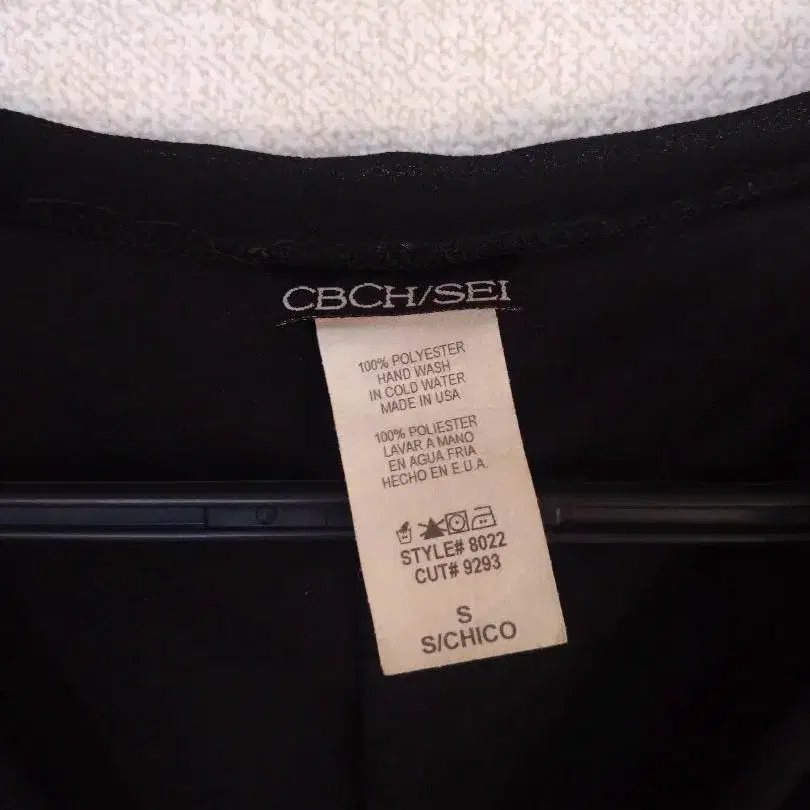 CBCH/SEI
100% POLYESTER
HAND WASH
IN COLD WATER
MADE IN USA
100% POLIESTER
LAVAR A MANO
EN AGUA FRIA
HECHO EN E.U.A.
STYLE# 8022
CUT# 9293
S
S/CHICO